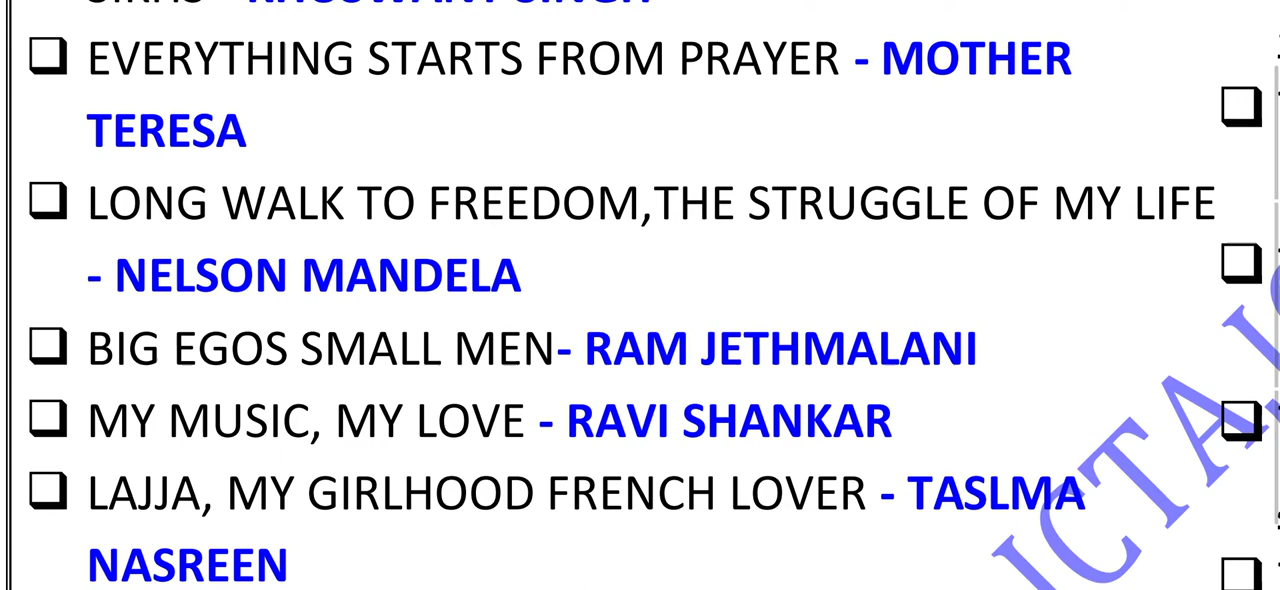 ❑ EVERYTHING STARTS FROM PRAYER - MOTHER
TERESA
❑ LONG WALK TO FREEDOM,THE STRUGGLE OF MY LIFE
- NELSON MANDELA
❑ BIG EGOS SMALL MEN- RAM JETHMALANI
❑ MY MUSIC, MY LOVE - RAVI SHANKAR
❑ LAJJA, MY GIRLHOOD FRENCH LOVER - TASLMA
NASREEN